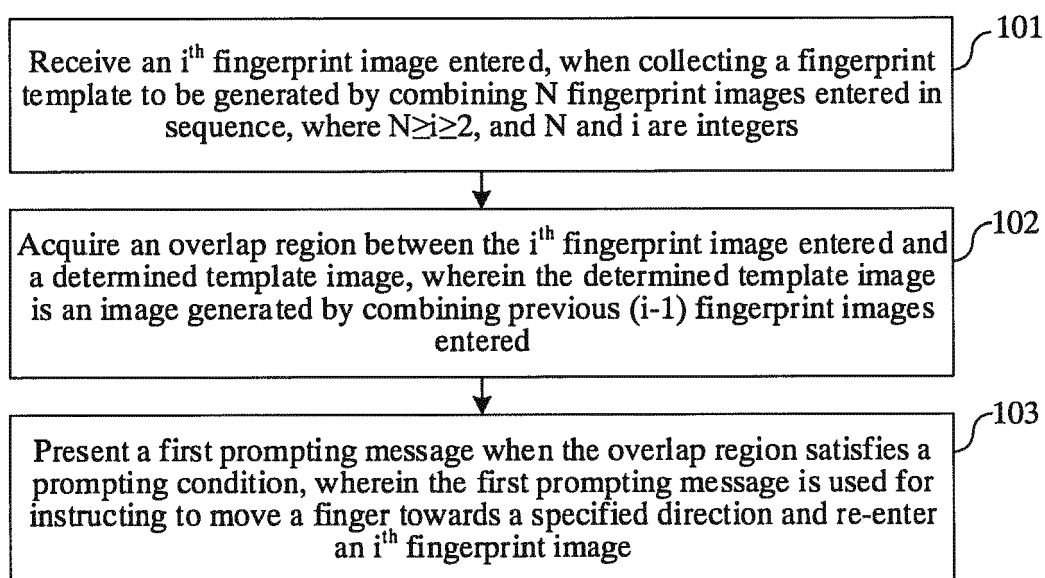 101
Receive an i^th fingerprint image entered, when collecting a fingerprint
template to be generated by combining N fingerprint images entered in
sequence, where N≥i≥2, and N and i are integers
102
Acquire an overlap region between the i^th fingerprint image entered and
a determined template image, wherein the determined template image
is an image generated by combining previous (i-1) fingerprint images
entered
103
Present a first prompting message when the overlap region satisfies a
prompting condition, wherein the first prompting message is used for
instructing to move a finger towards a specified direction and re-enter
an i^th fingerprint image